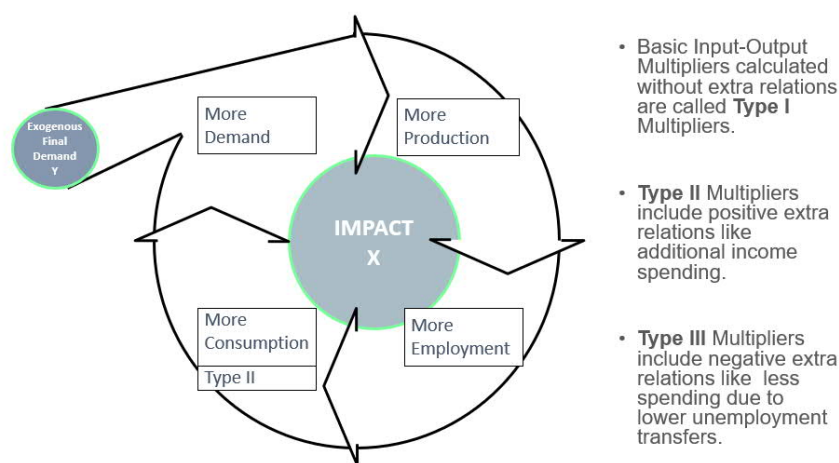 Exogenous
Final
Demand
Y
More
Demand
More
Production
IMPACT
X
More
Consumption
Type II
More
Employment
• Basic Input-Output
Multipliers calculated
without extra relations
are called Type I
Multipliers.
• Type II Multipliers
include positive extra
relations like
additional income
spending.
• Type III Multipliers
include negative extra
relations like less
spending due to
lower unemployment
transfers.